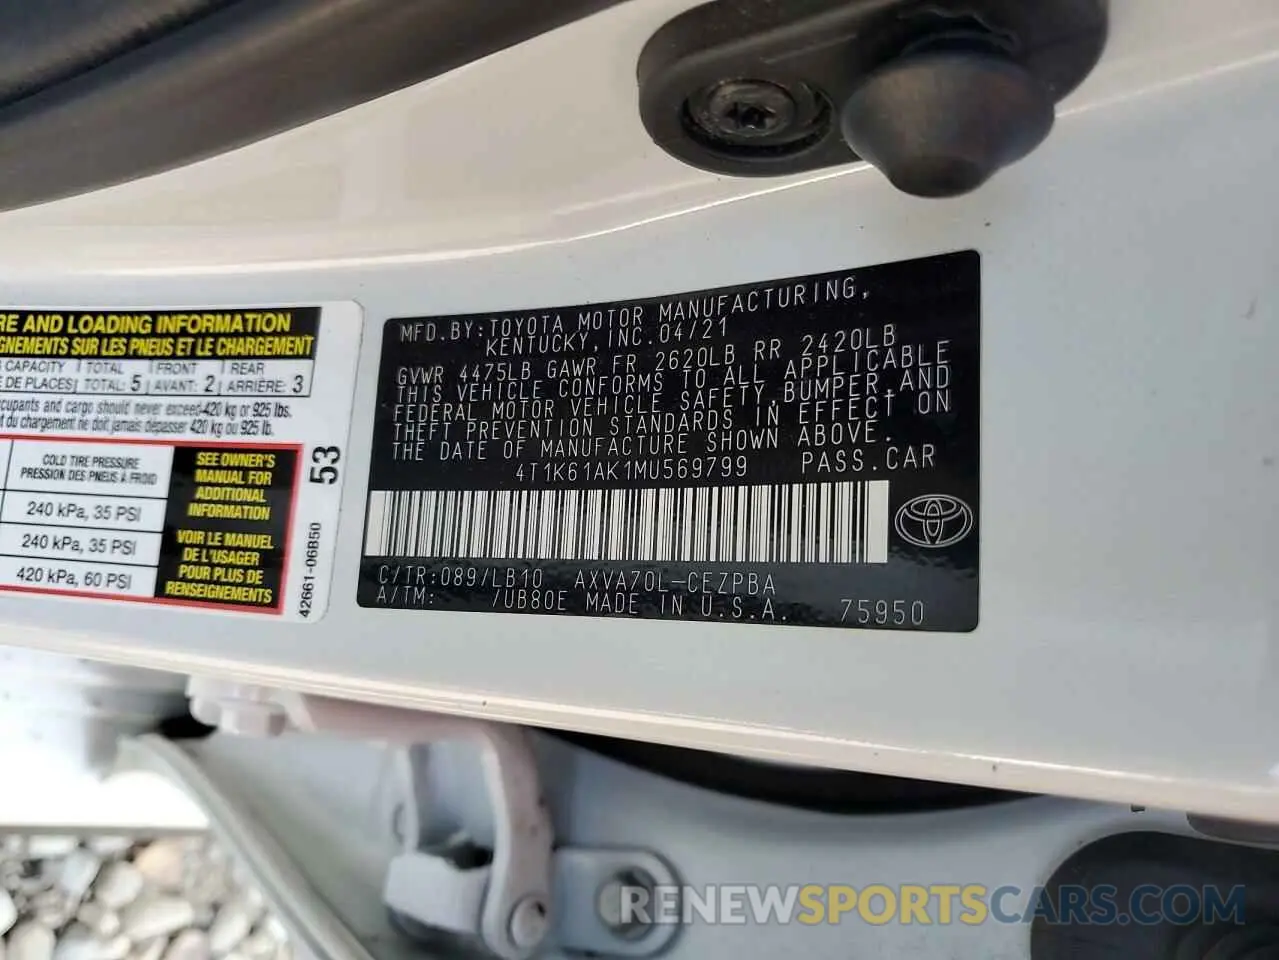 RE AND LOADING INFORMATION
GNEMENTS SUR LES PNEUS ET LE CHARGEMENT
CAPACITY TOTAL FRONT REAR
E DE PLACES TOTAL: 5 AVANT: 2 ARRIÈRE: 3
cupants and cargo should never exceed 420 kg or 925 lbs.
t du chargement ne doit jamais dépasser 420 kg ou 925 lb.
COLD TIRE PRESSURE
PRESSION DES PNEUS À FROID
240 kPa, 35 PSI
240 kPa, 35 PSI
420 kPa, 60 PSI
SEE OWNER'S
MANUAL FOR
ADDITIONAL
INFORMATION
VOIR LE MANUEL
DE L'USAGER
POUR PLUS DE
RENSEIGNEMENTS
53
42661-06B50
MFD. BY: TOYOTA MOTOR MANUFACTURING,
KENTUCKY, INC. 04/21
GVWR 4475LB GAWR FR 2620LB RR 2420LB
THIS VEHICLE CONFORMS TO ALL APPLICABLE
FEDERAL MOTOR VEHICLE SAFETY, BUMPER, AND
THEFT PREVENTION STANDARDS IN EFFECT ON
THE DATE OF MANUFACTURE SHOWN ABOVE.
4T1K61AK1MU569799 PASS.CAR
C/TR:089/LB10 AXVA70L-CEZPBA
A/TM: /UB80E MADE IN U.S.A. 75950
RENEWSPORTSCARS.COM